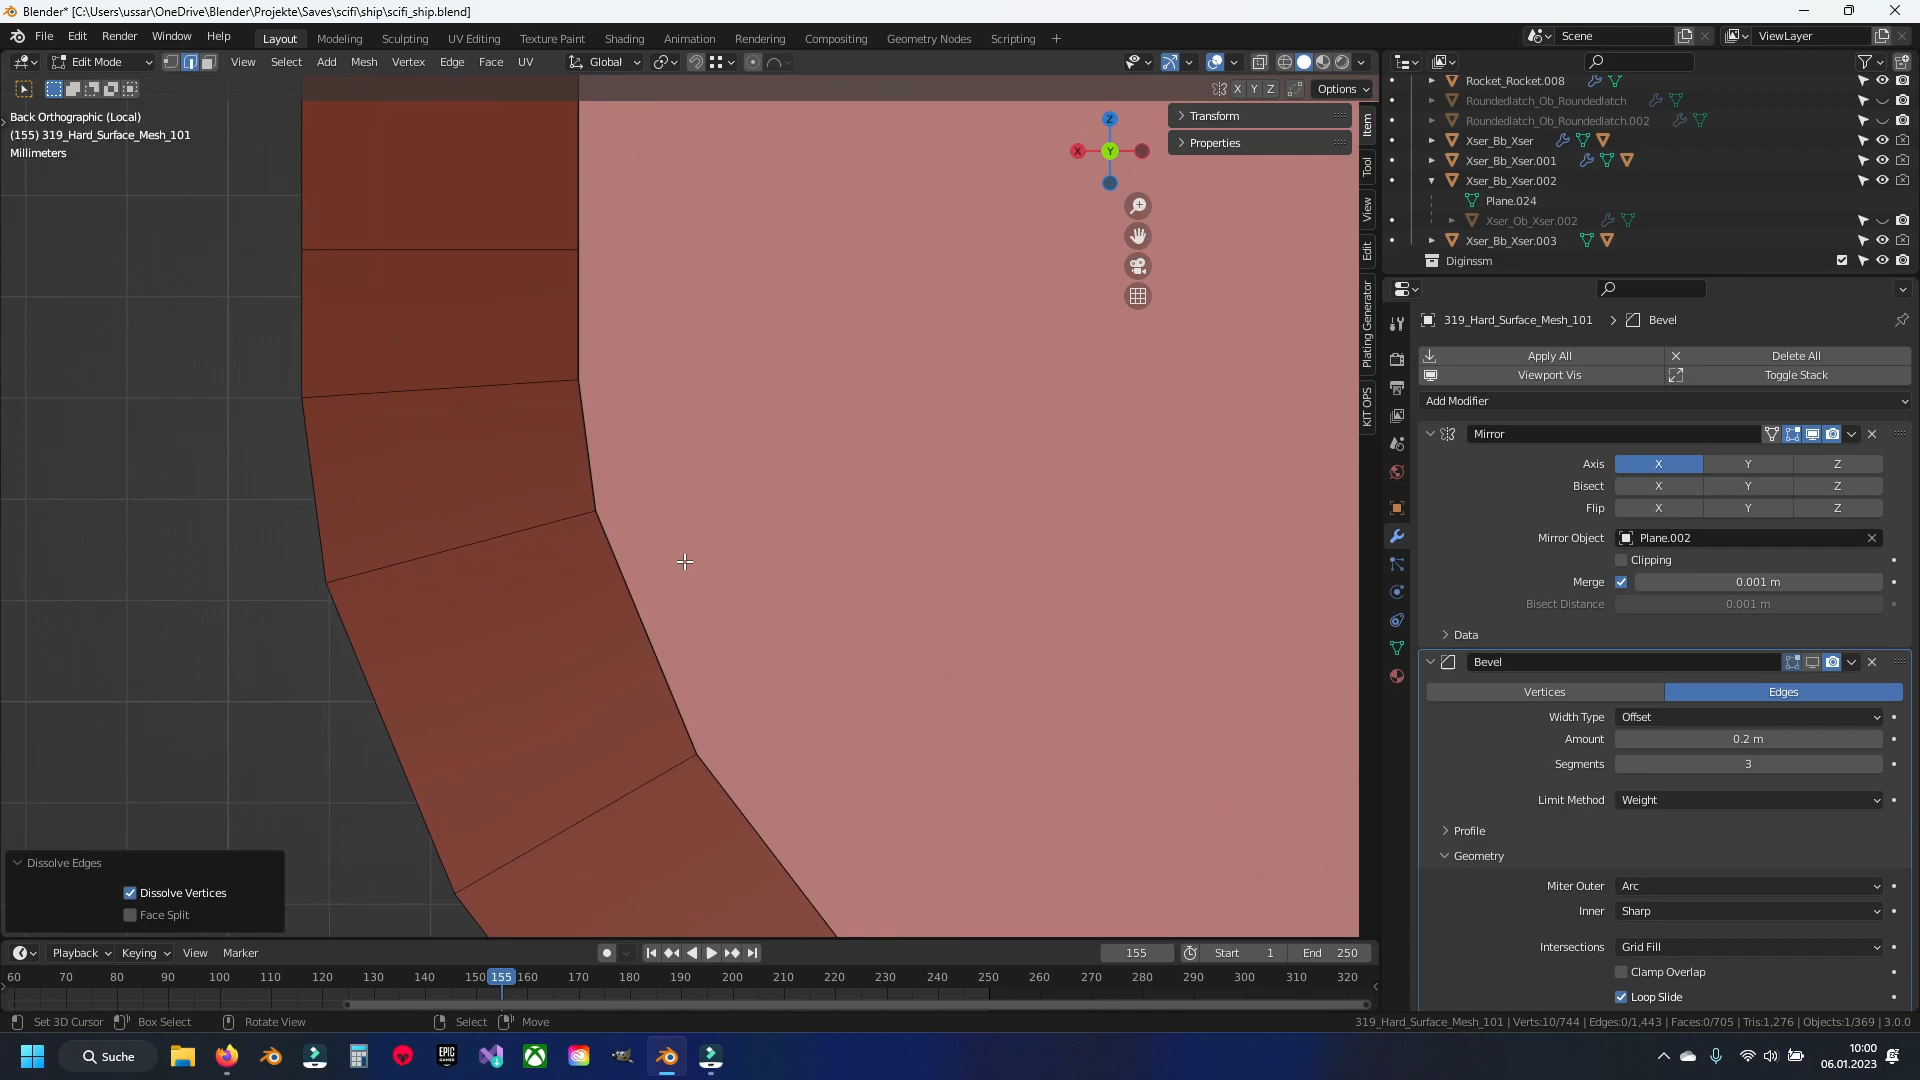 Blender* [C:\Users\ussar\OneDrive\Blender\Projekte\Saves\scifi\ship\scifi_ship.blend]
File Edit Render Window Help Layout Modeling Sculpting UV Editing Texture Paint Shading Animation Rendering Compositing Geometry Nodes Scripting + Scene ViewLayer
Edit Mode View Select Add Mesh Vertex Edge Face UV Global
X Y Z Options
Back Orthographic (Local)
(155) 319_Hard_Surface_Mesh_101
Millimeters
Z
X Y
Transform
Properties
Item
Tool
View
Edit
Plating Generator
KIT OPS
Rocket_Rocket.008
Roundedlatch_Ob_Roundedlatch
Roundedlatch_Ob_Roundedlatch.002
Xser_Bb_Xser
Xser_Bb_Xser.001
Xser_Bb_Xser.002
Plane.024
Xser_Ob_Xser.002
Xser_Bb_Xser.003
Diginssm
319_Hard_Surface_Mesh_101 > Bevel
Apply All Delete All
Viewport Vis Toggle Stack
Add Modifier
Mirror
Axis X Y Z
Bisect X Y Z
Flip X Y Z
Mirror Object Plane.002
Clipping
Merge 0.001 m
Bisect Distance 0.001 m
Data
Bevel
Vertices Edges
Width Type Offset
Amount 0.2 m
Segments 3
Limit Method Weight
Profile
Geometry
Miter Outer Arc
Inner Sharp
Intersections Grid Fill
Clamp Overlap
Loop Slide
Dissolve Edges
Dissolve Vertices
Face Split
Playback Keying View Marker 155 Start 1 End 250
60 70 80 90 100 110 120 130 140 150 155 160 170 180 190 200 210 220 230 240 250 260 270 280 290 300 310 320
Set 3D Cursor Box Select Rotate View Select Move 319_Hard_Surface_Mesh_101 | Verts:10/744 | Edges:0/1,443 | Faces:0/705 | Tris:1,276 | Objects:1/369 | 3.0.0
Suche
EPIC GAMES
10:00
06.01.2023